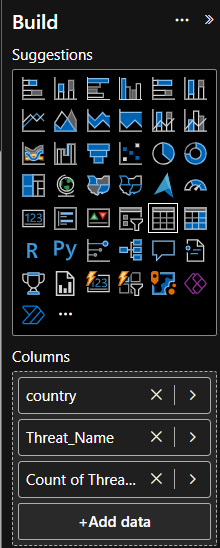 Build
Suggestions
123
R
Py
123
Columns
country
Threat_Name
Count of Threa...
+Add data